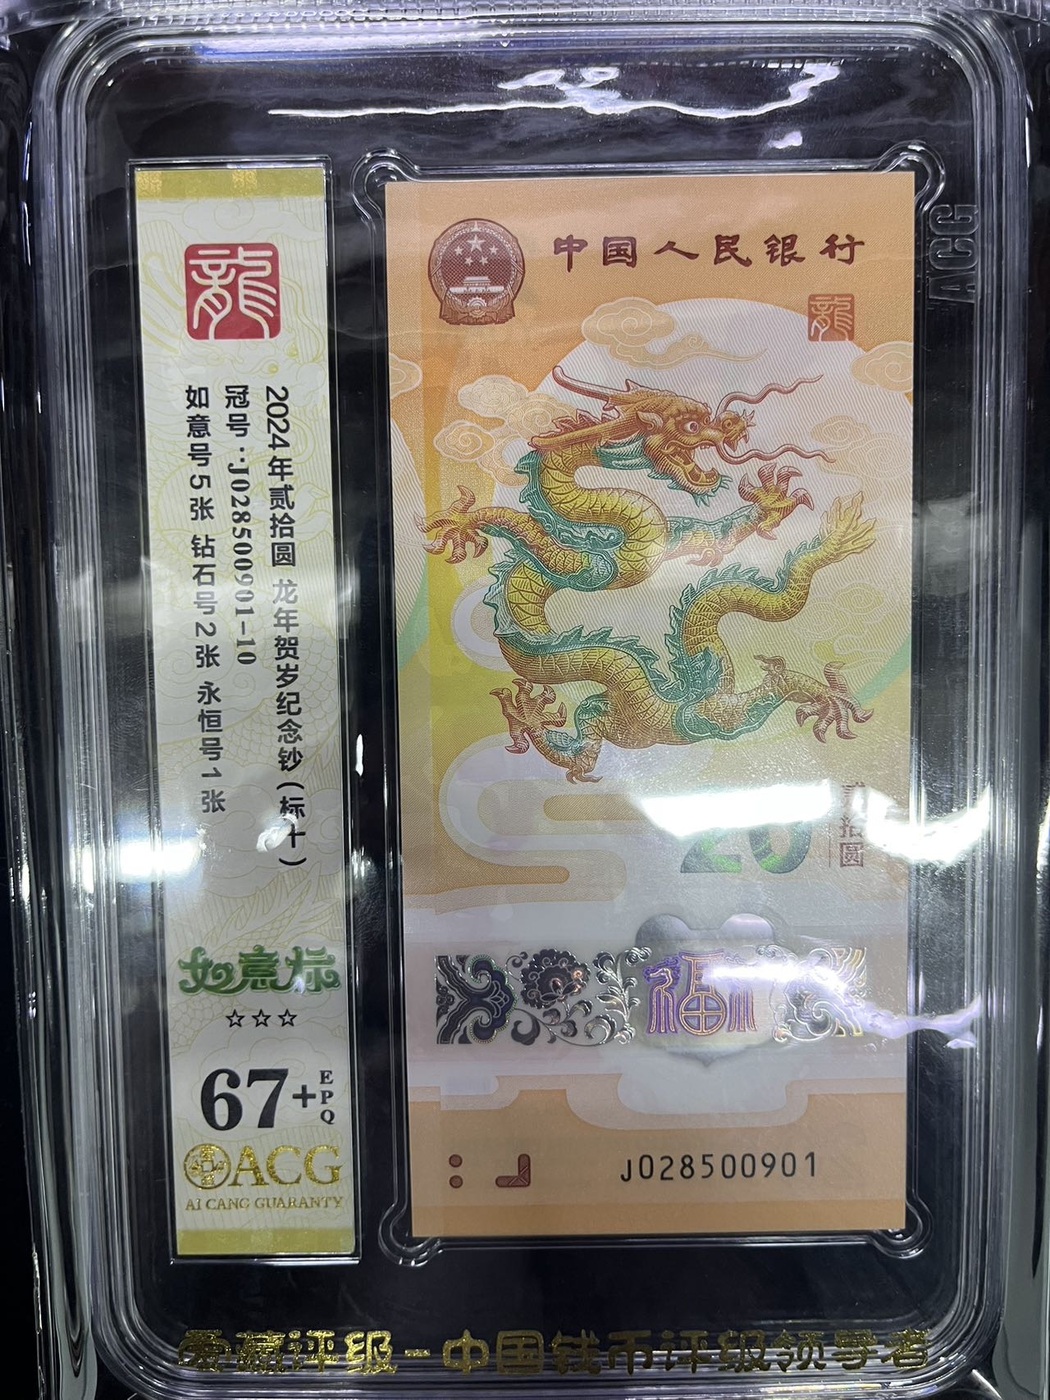 龍
2024年贰拾圆 龙年贺岁纪念钞(标十)
冠号:J028500901-10
如意号5张 钻石号2张 永恒号1张
如意标
☆☆☆
67+EPQ
ACG
AI CANG GUARANTY
中国人民银行
龍
20
贰拾圆
福
J028500901
ACG
爱藏评级-中国钱币评级领导者